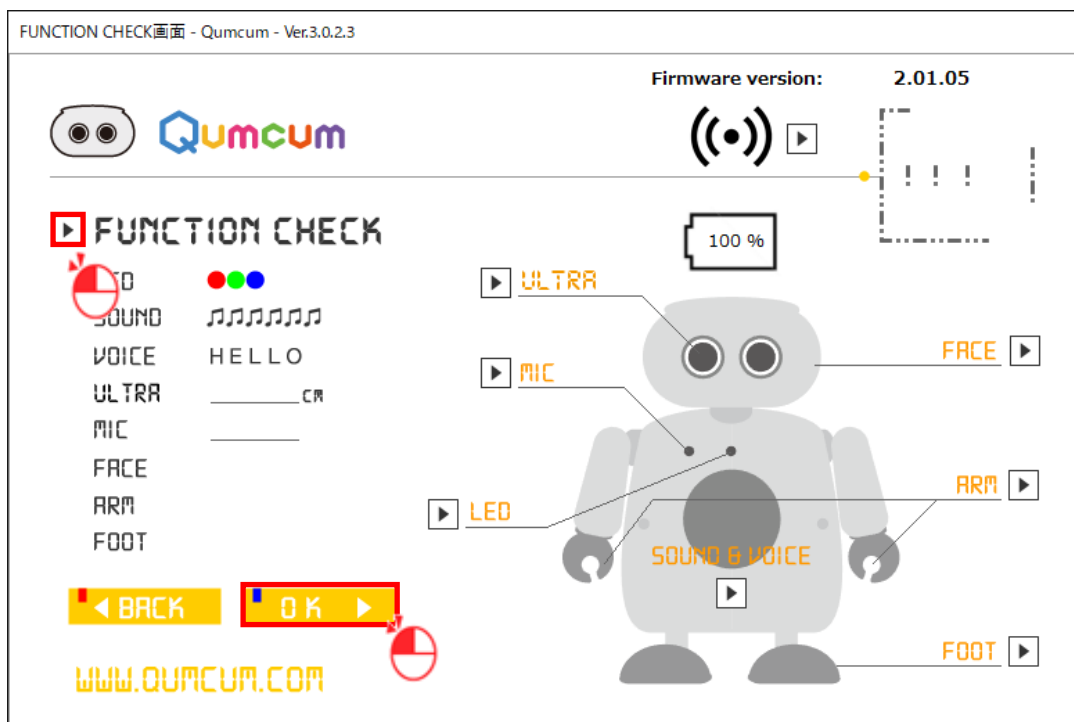 FUNCTION CHECK画面 - Qumcum - Ver.3.0.2.3
Firmware version: 2.01.05
Qumcum
FUNCTION CHECK
100 %
SOUND
VOICE HELLO
ULTRA CM
MIC
FACE
ARM
FOOT
ULTRA
MIC
LED
FACE
ARM
SOUND & VOICE
FOOT
BACK
OK
WWW.QUMCUM.COM